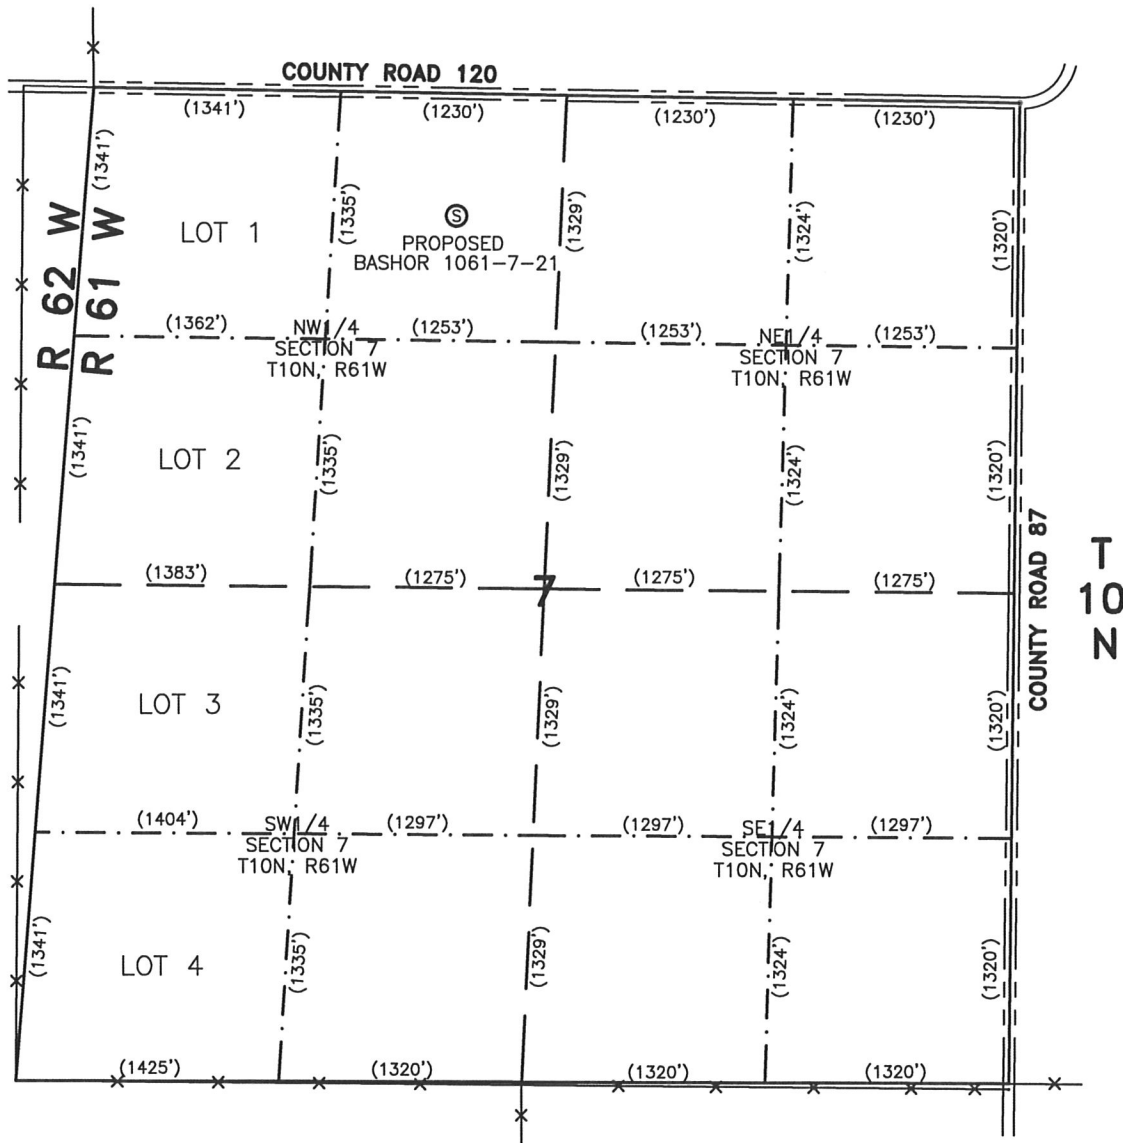 COUNTY ROAD 120
(1341') (1230') (1230') (1230')
(1341')
R 62 W
R 61 W
LOT 1
(1335')
S
PROPOSED
BASHOR 1061-7-21
(1329')
(1324')
(1320')
(1362') (1253') (1253') (1253')
NW1/4
SECTION 7
T10N, R61W
NE1/4
SECTION 7
T10N, R61W
(1341')
LOT 2
(1335')
(1329')
(1324')
(1320')
COUNTY ROAD 87
T
10
N
(1383') (1275') (1275') (1275')
7
(1341')
LOT 3
(1335')
(1329')
(1324')
(1320')
(1404') (1297') (1297') (1297')
SW1/4
SECTION 7
T10N, R61W
SE1/4
SECTION 7
T10N, R61W
(1341')
LOT 4
(1335')
(1329')
(1324')
(1320')
(1425') (1320') (1320') (1320')